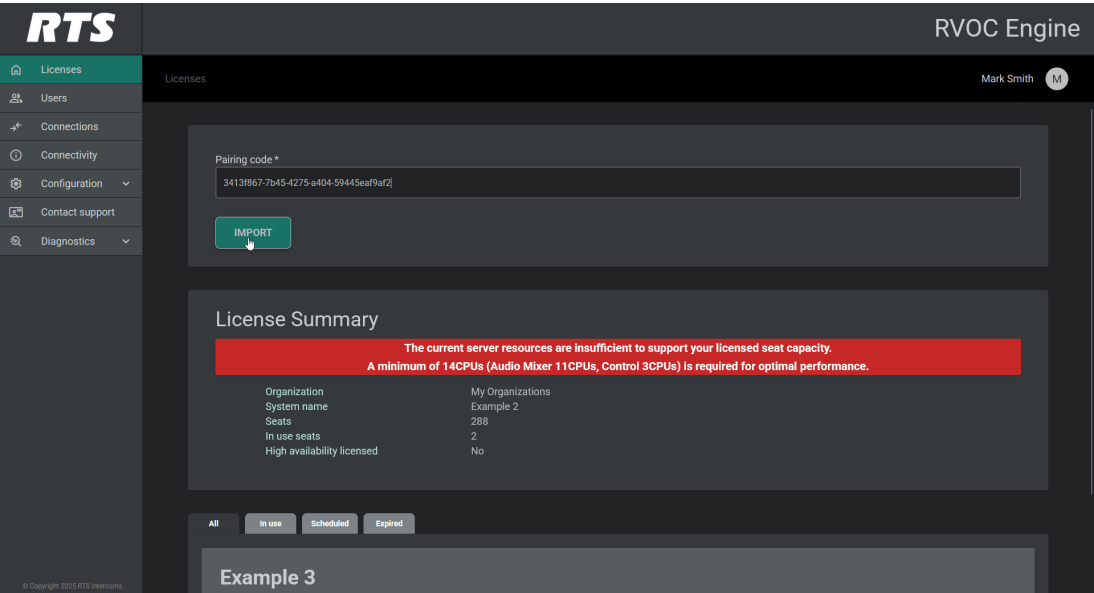 RTS
RVOC Engine
Licenses
Users
Connections
Connectivity
Configuration
Contact support
Diagnostics
© Copyright 2025 RTS intercoms.
Licenses
Mark Smith
M
Pairing code *
3413f867-7b45-4275-a404-59445eaf9af2
IMPORT
License Summary
The current server resources are insufficient to support your licensed seat capacity.
A minimum of 14CPUs (Audio Mixer 11CPUs, Control 3CPUs) is required for optimal performance.
Organization My Organizations
System name Example 2
Seats 288
In use seats 2
High availability licensed No
All In use Scheduled Expired
Example 3